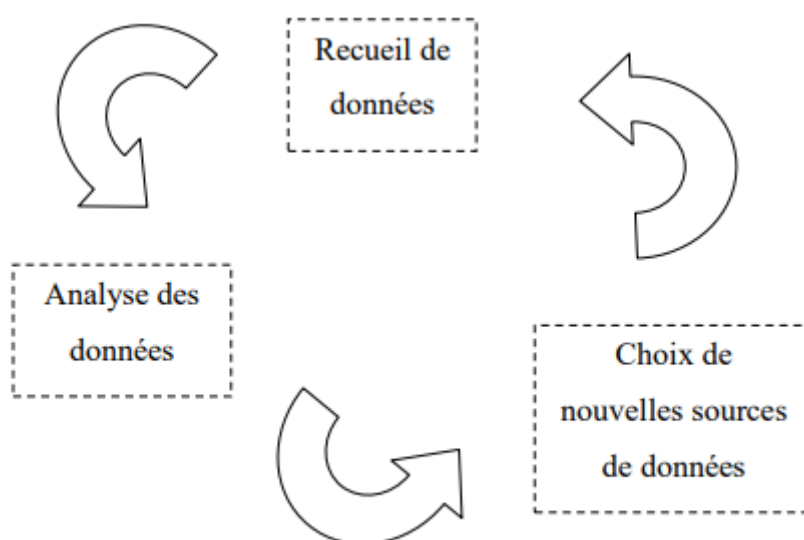 Recueil de
données
Analyse des
données
Choix de
nouvelles sources
de données